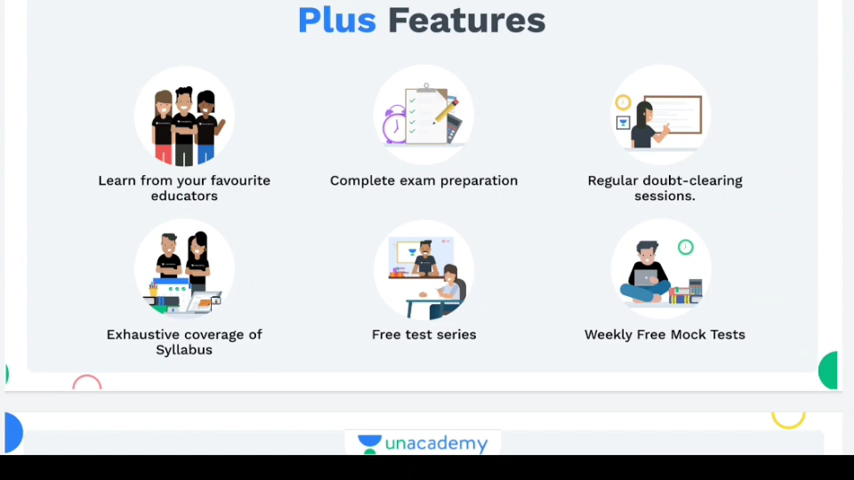 Plus Features
Learn from your favourite
educators
Complete exam preparation
Regular doubt-clearing
sessions.
Exhaustive coverage of
Syllabus
Free test series
Weekly Free Mock Tests
unacademy